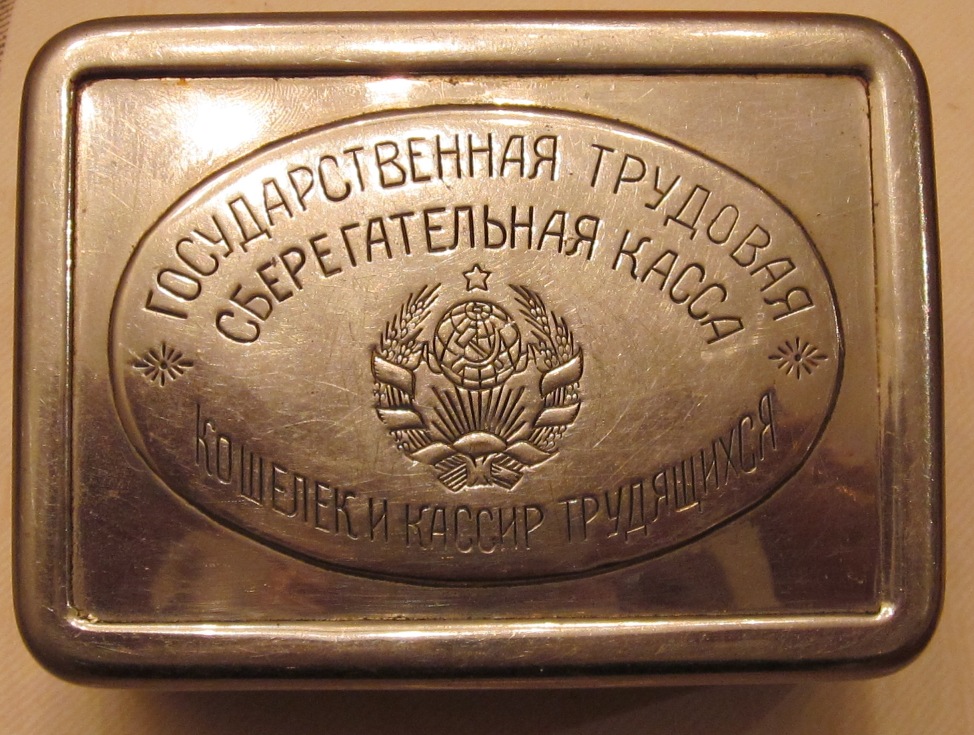 ГОСУДАРСТВЕННАЯ ТРУДОВАЯ
СБЕРЕГАТЕЛЬНАЯ КАССА
КОШЕЛЕК И КАССИР ТРУДЯЩИХСЯ